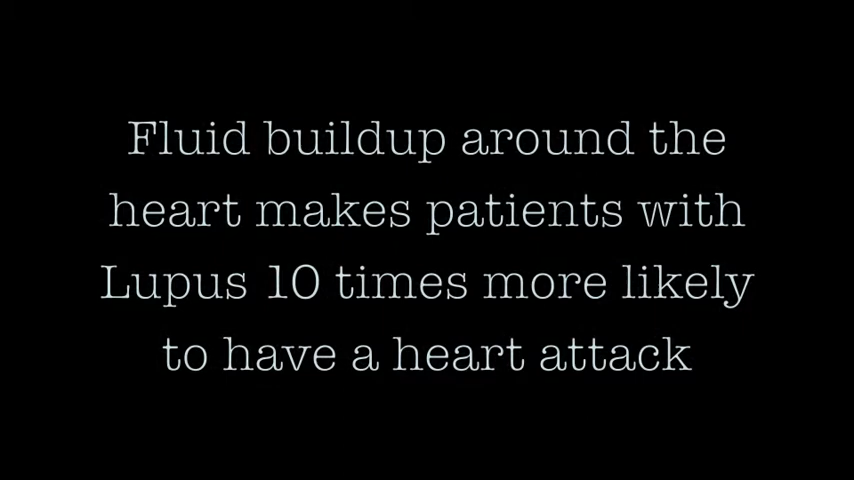 Fluid buildup around the
heart makes patients with
Lupus 10 times more likely
to have a heart attack